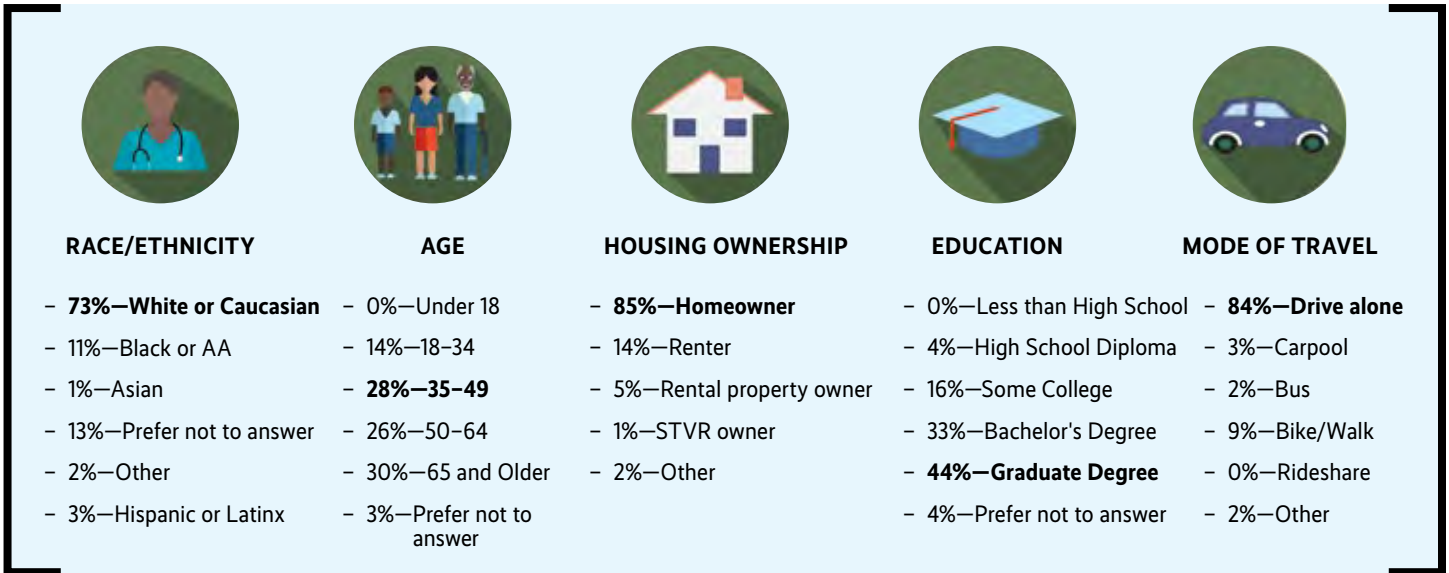 RACE/ETHNICITY
– 73%—White or Caucasian
– 11%—Black or AA
– 1%—Asian
– 13%—Prefer not to answer
– 2%—Other
– 3%—Hispanic or Latinx
AGE
– 0%—Under 18
– 14%—18–34
– 28%—35–49
– 26%—50–64
– 30%—65 and Older
– 3%—Prefer not to
answer
HOUSING OWNERSHIP
– 85%—Homeowner
– 14%—Renter
– 5%—Rental property owner
– 1%—STVR owner
– 2%—Other
EDUCATION
– 0%—Less than High School
– 4%—High School Diploma
– 16%—Some College
– 33%—Bachelor's Degree
– 44%—Graduate Degree
– 4%—Prefer not to answer
MODE OF TRAVEL
– 84%—Drive alone
– 3%—Carpool
– 2%—Bus
– 9%—Bike/Walk
– 0%—Rideshare
– 2%—Other